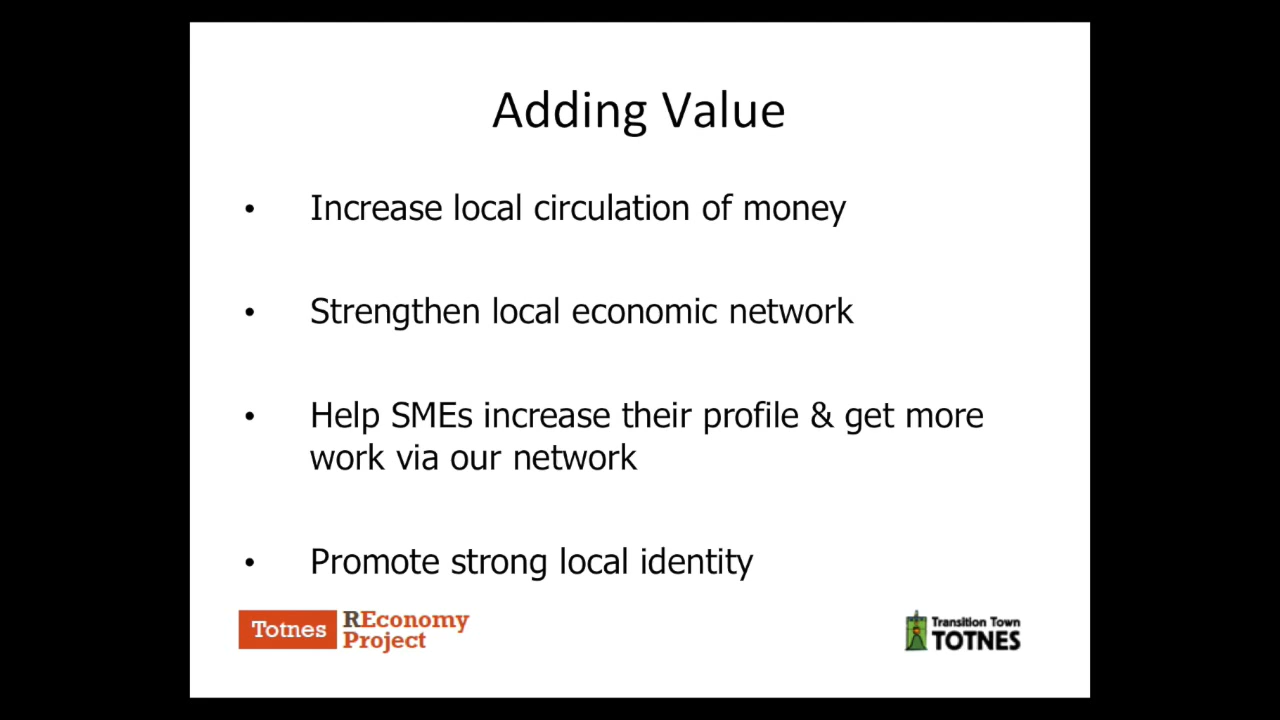 Adding Value
• Increase local circulation of money
• Strengthen local economic network
• Help SMEs increase their profile & get more
work via our network
• Promote strong local identity
Totnes REconomy
Project
Transition Town
TOTNES